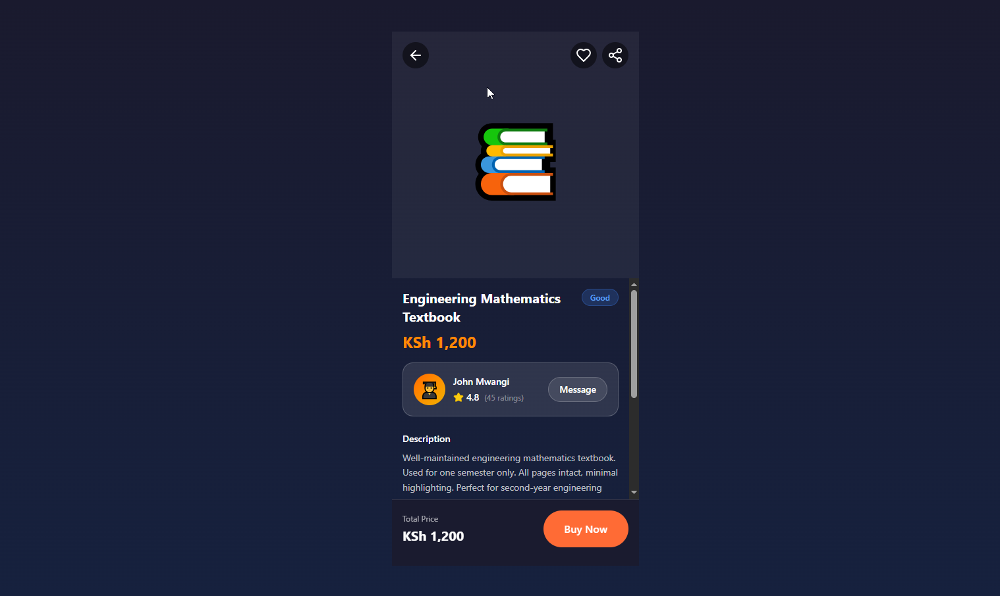 Engineering Mathematics
Textbook
Good
KSh 1,200
John Mwangi
4.8 (45 ratings)
Message
Description
Well-maintained engineering mathematics textbook.
Used for one semester only. All pages intact, minimal
highlighting. Perfect for second-year engineering
Total Price
KSh 1,200
Buy Now